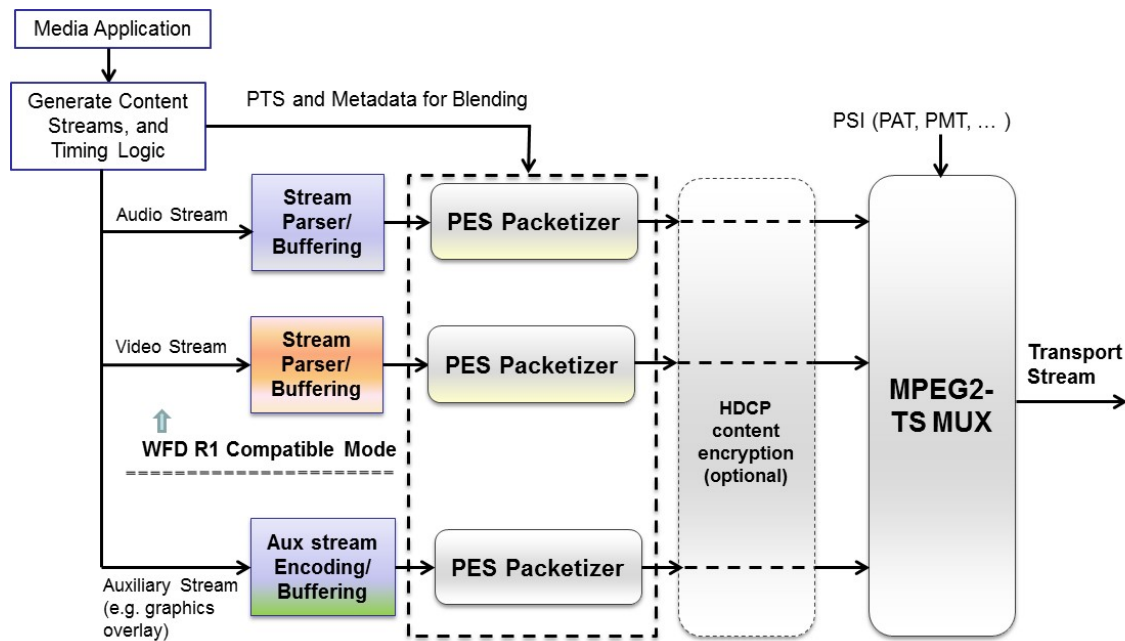 Media Application
Generate Content
Streams, and
Timing Logic
PTS and Metadata for Blending
PSI (PAT, PMT, ... )
Audio Stream
Stream
Parser/
Buffering
PES Packetizer
Video Stream
Stream
Parser/
Buffering
PES Packetizer
WFD R1 Compatible Mode
HDCP
content
encryption
(optional)
MPEG2-
TS MUX
Transport
Stream
Auxiliary Stream
(e.g. graphics
overlay)
Aux stream
Encoding/
Buffering
PES Packetizer